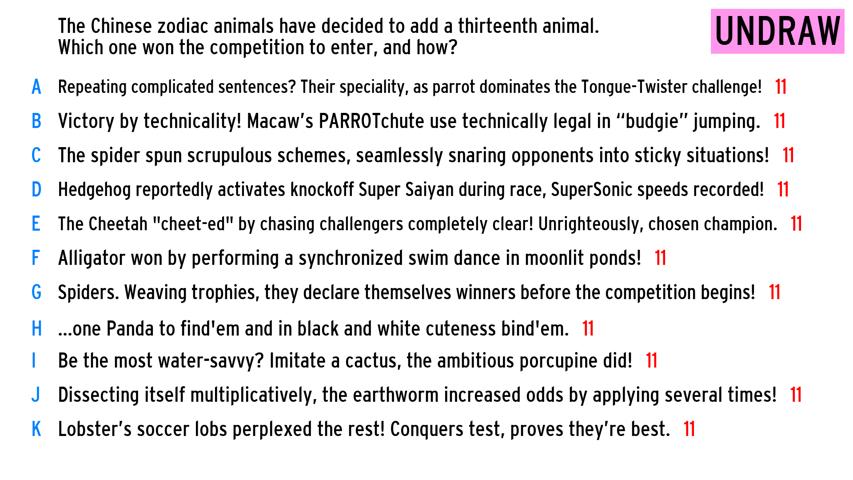 The Chinese zodiac animals have decided to add a thirteenth animal.
Which one won the competition to enter, and how?
UNDRAW
A Repeating complicated sentences? Their speciality, as parrot dominates the Tongue-Twister challenge! 11
B Victory by technicality! Macaw's PARROTchute use technically legal in “budgie” jumping. 11
C The spider spun scrupulous schemes, seamlessly snaring opponents into sticky situations! 11
D Hedgehog reportedly activates knockoff Super Saiyan during race, SuperSonic speeds recorded! 11
E The Cheetah "cheet-ed" by chasing challengers completely clear! Unrighteously, chosen champion. 11
F Alligator won by performing a synchronized swim dance in moonlit ponds! 11
G Spiders. Weaving trophies, they declare themselves winners before the competition begins! 11
H ...one Panda to find'em and in black and white cuteness bind'em. 11
I Be the most water-savvy? Imitate a cactus, the ambitious porcupine did! 11
J Dissecting itself multiplicatively, the earthworm increased odds by applying several times! 11
K Lobster's soccer lobs perplexed the rest! Conquers test, proves they're best. 11